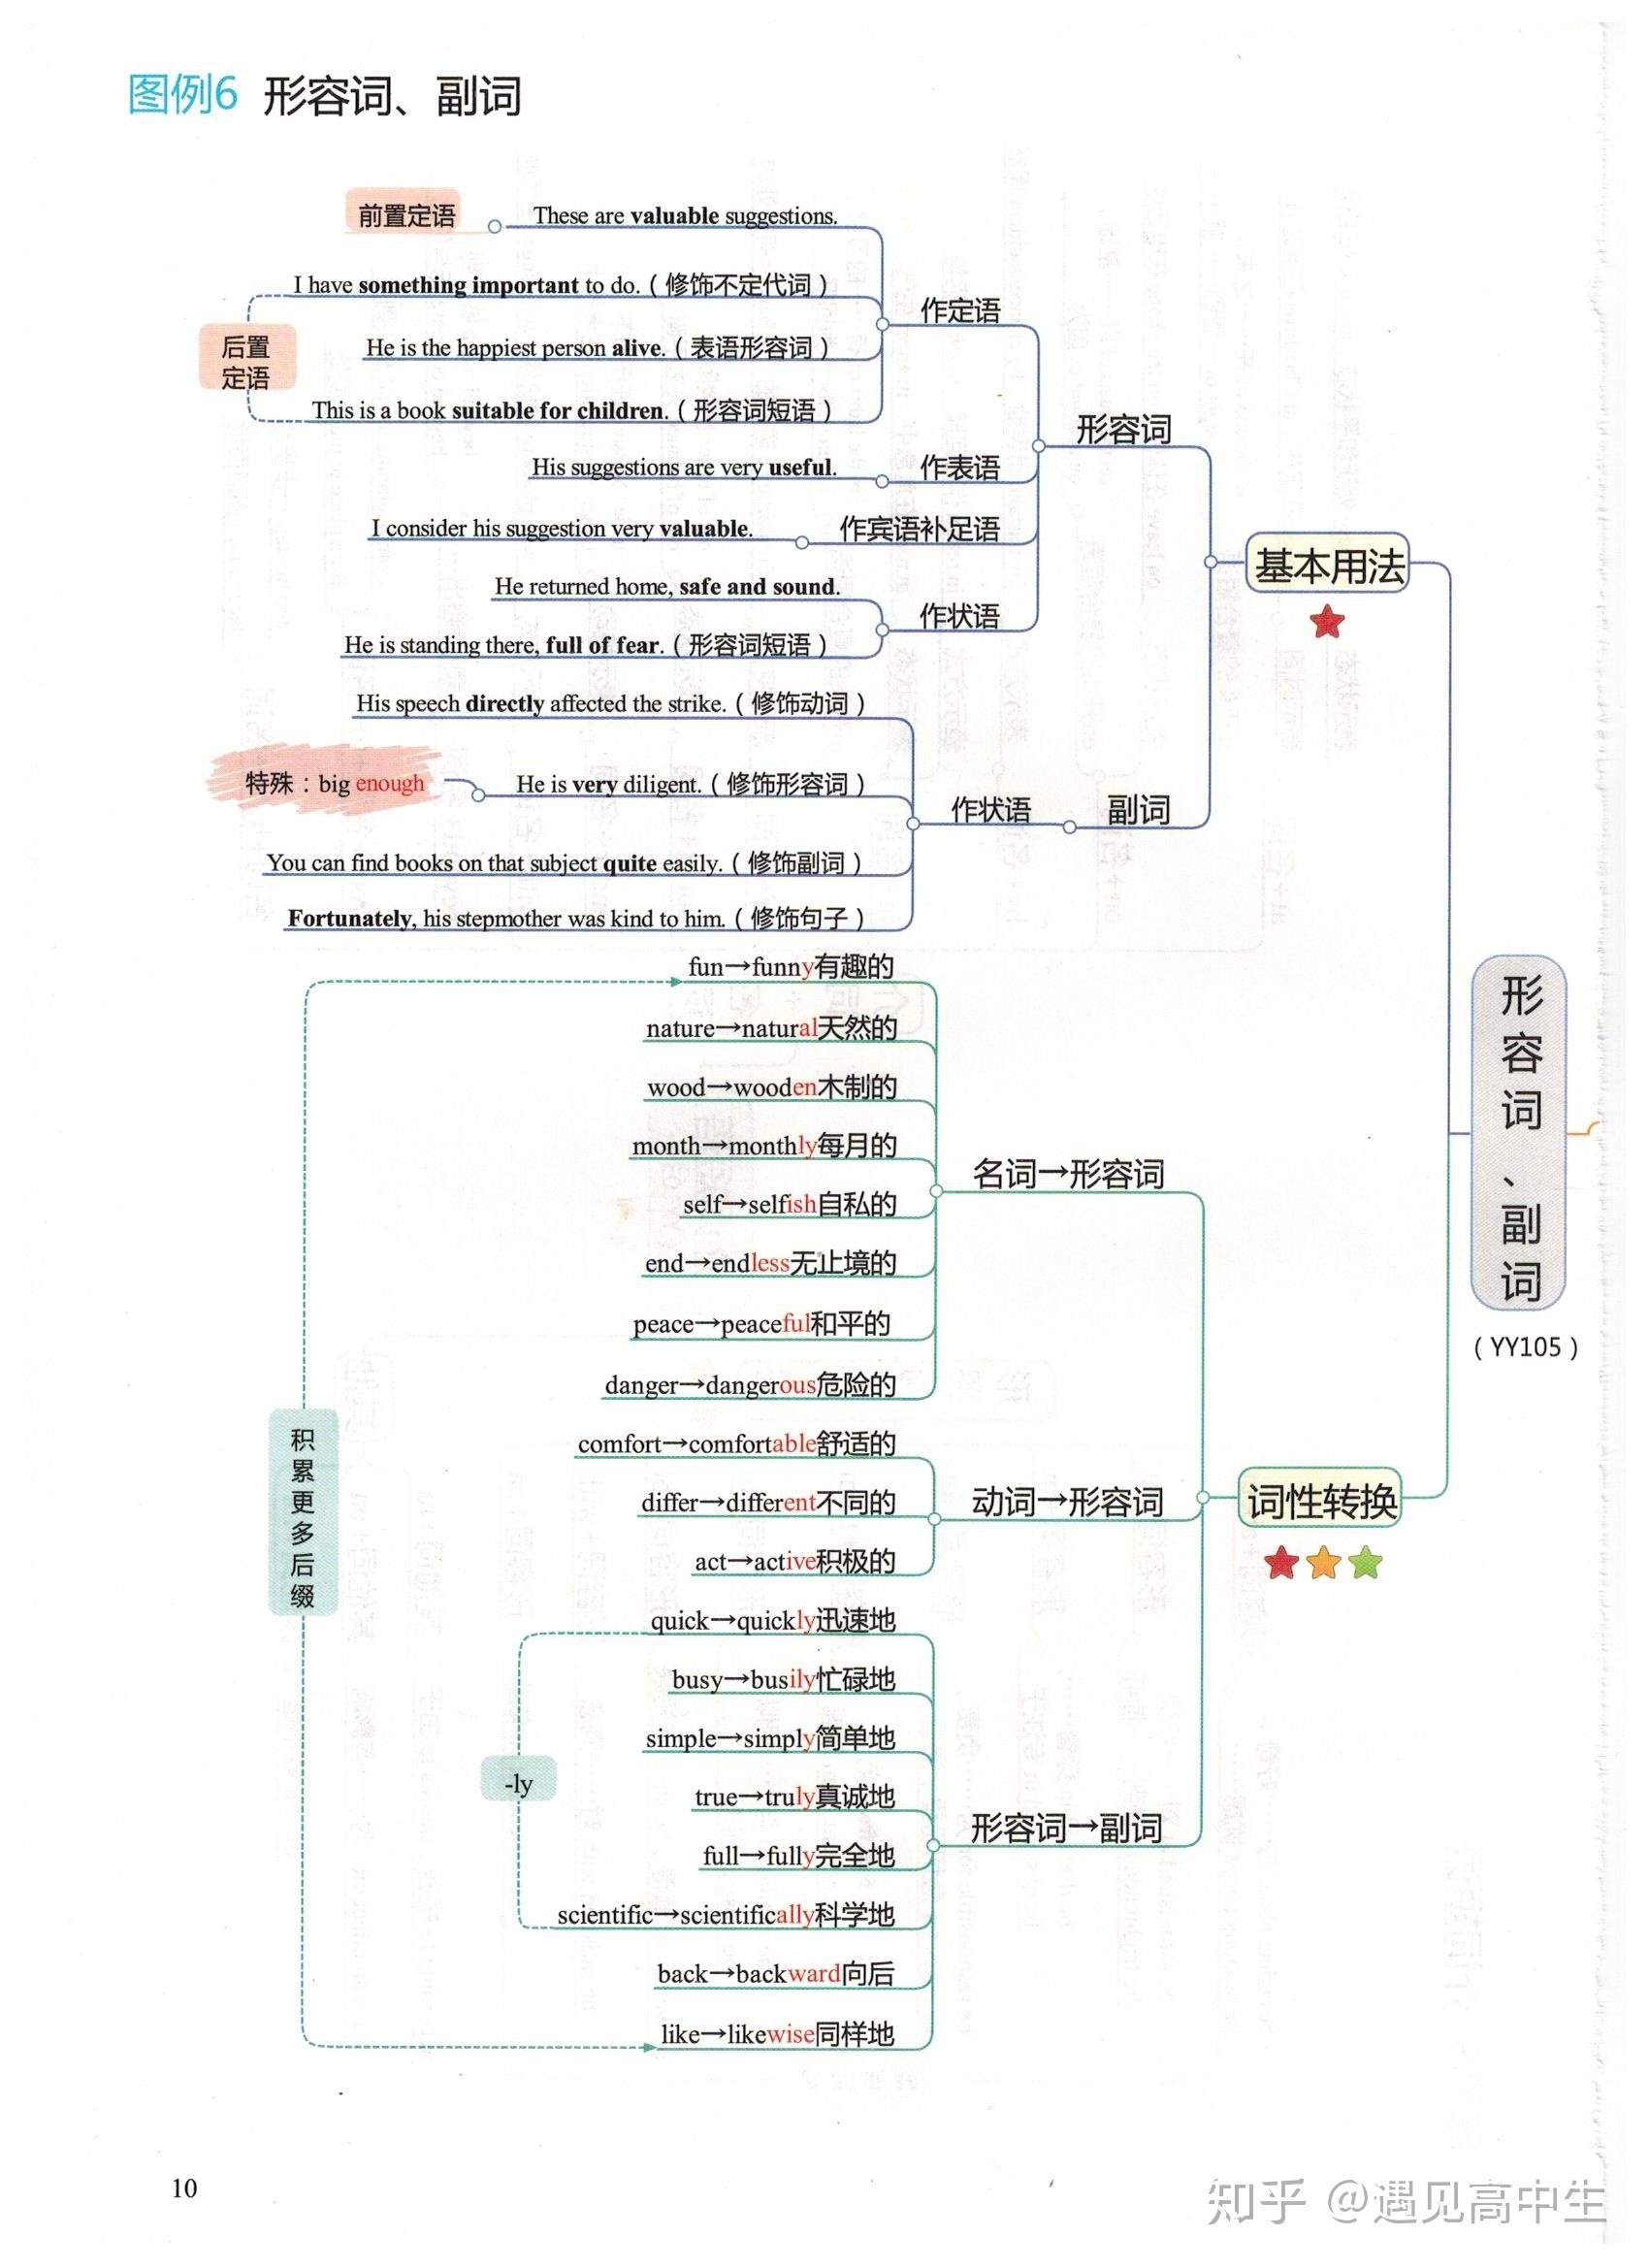 图例6 形容词、副词
前置定语
These are valuable suggestions.
I have something important to do.（修饰不定代词）
作定语
后置
定语
He is the happiest person alive.（表语形容词）
This is a book suitable for children.（形容词短语）
形容词
His suggestions are very useful.
作表语
I consider his suggestion very valuable.
作宾语补足语
基本用法
He returned home, safe and sound.
作状语
He is standing there, full of fear.（形容词短语）
His speech directly affected the strike.（修饰动词）
特殊：big enough
He is very diligent.（修饰形容词）
作状语
副词
You can find books on that subject quite easily.（修饰副词）
Fortunately, his stepmother was kind to him.（修饰句子）
fun→funny有趣的
nature→natural天然的
wood→wooden木制的
month→monthly每月的
名词→形容词
self→selfish自私的
end→endless无止境的
peace→peaceful和平的
danger→dangerous危险的
形容词、副词
（YY105）
积累更多后缀
comfort→comfortable舒适的
differ→different不同的
动词→形容词
词性转换
act→active积极的
quick→quickly迅速地
busy→busily忙碌地
simple→simply简单地
-ly
true→truly真诚地
形容词→副词
full→fully完全地
scientific→scientifically科学地
back→backward向后
like→likewise同样地
10
知乎 @遇见高中生